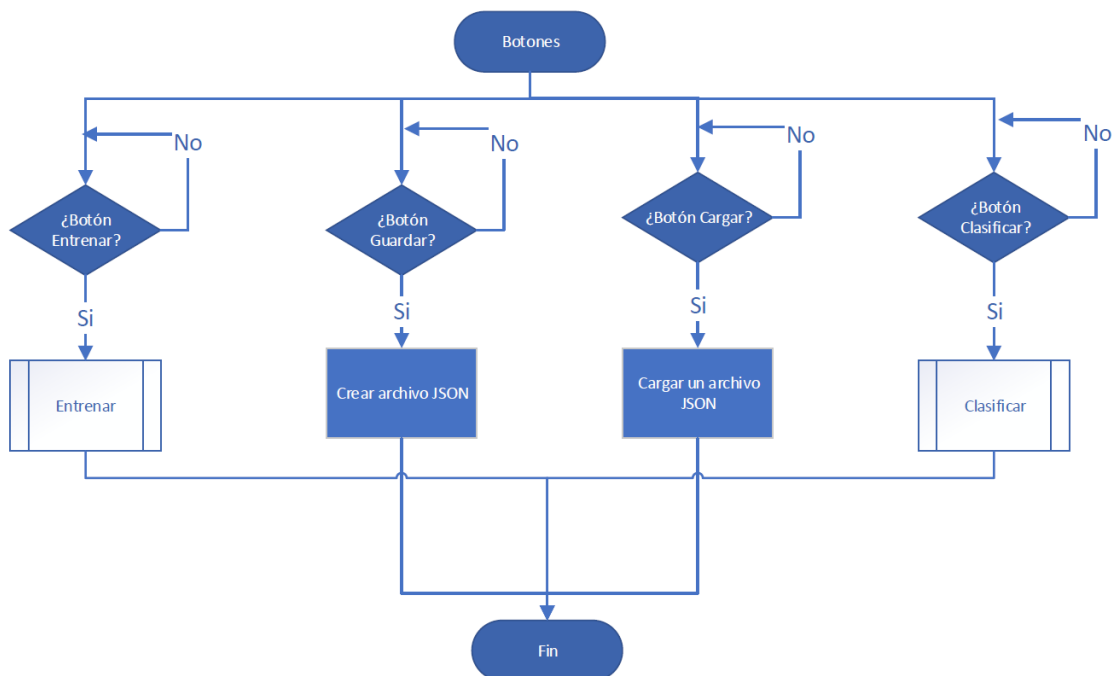 Botones
No
No
No
No
¿Botón
Entrenar?
¿Botón
Guardar?
¿Botón Cargar?
¿Botón
Clasificar?
Si
Si
Si
Si
Entrenar
Crear archivo JSON
Cargar un archivo
JSON
Clasificar
Fin